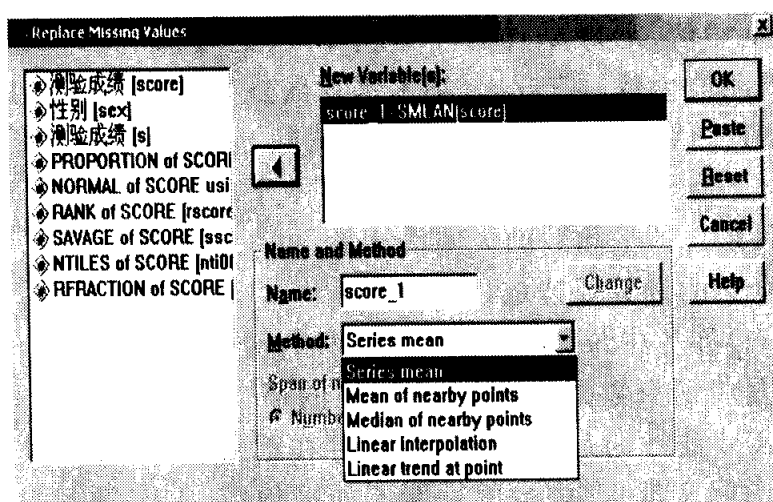 Replace Missing Values
测验成绩 [score]
性别 [sex]
测验成绩 [s]
PROPORTION of SCORI
NORMAL of SCORE usi
RANK of SCORE [rscore
SAVAGE of SCORE [ssc
NTILES of SCORE [nti0
RFRACTION of SCORE [
New Variable(s):
score_1=SMEAN(score)
Name and Method
Name:
score_1
Change
Method:
Series mean
Series mean
Mean of nearby points
Median of nearby points
Linear interpolation
Linear trend at point
Span of n
Numbe
OK
Paste
Reset
Cancel
Help